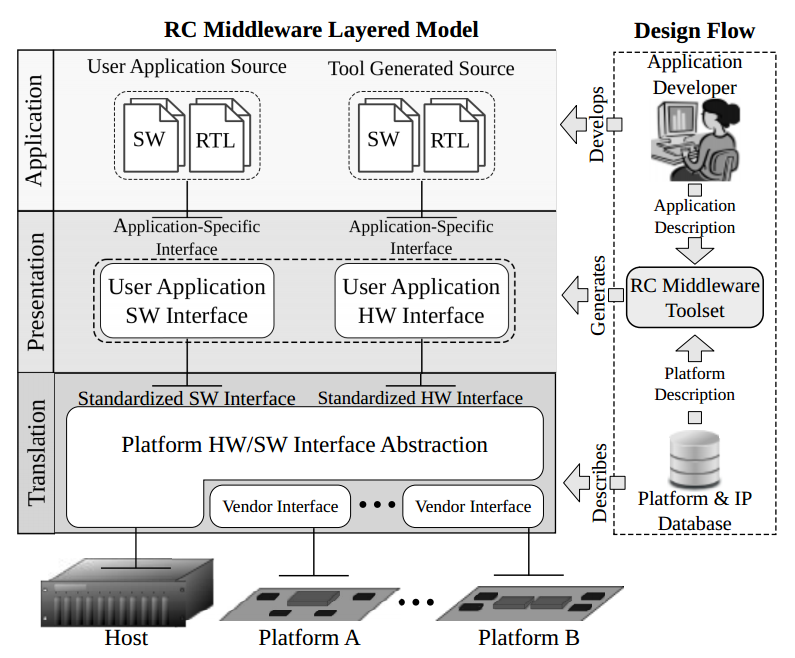 RC Middleware Layered Model
Design Flow
Application
User Application Source
Tool Generated Source
SW
RTL
SW
RTL
Develops
Application
Developer
Application
Description
Presentation
Application-Specific
Interface
Application-Specific
Interface
User Application
SW Interface
User Application
HW Interface
Generates
RC Middleware
Toolset
Platform
Description
Translation
Standardized SW Interface
Standardized HW Interface
Platform HW/SW Interface Abstraction
Vendor Interface
Vendor Interface
Describes
Platform & IP
Database
Host
Platform A
Platform B